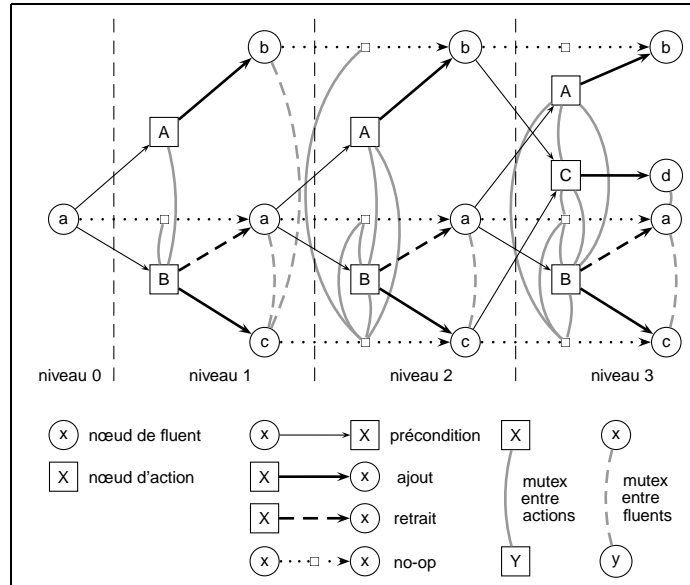 b
b
b
A
A
A
C
d
a
a
a
a
B
B
B
c
c
c
niveau 0
niveau 1
niveau 2
niveau 3
x nœud de fluent
x X précondition
X
x
X nœud d'action
X x ajout
mutex entre actions
mutex entre fluents
X x retrait
x x no-op
Y
y